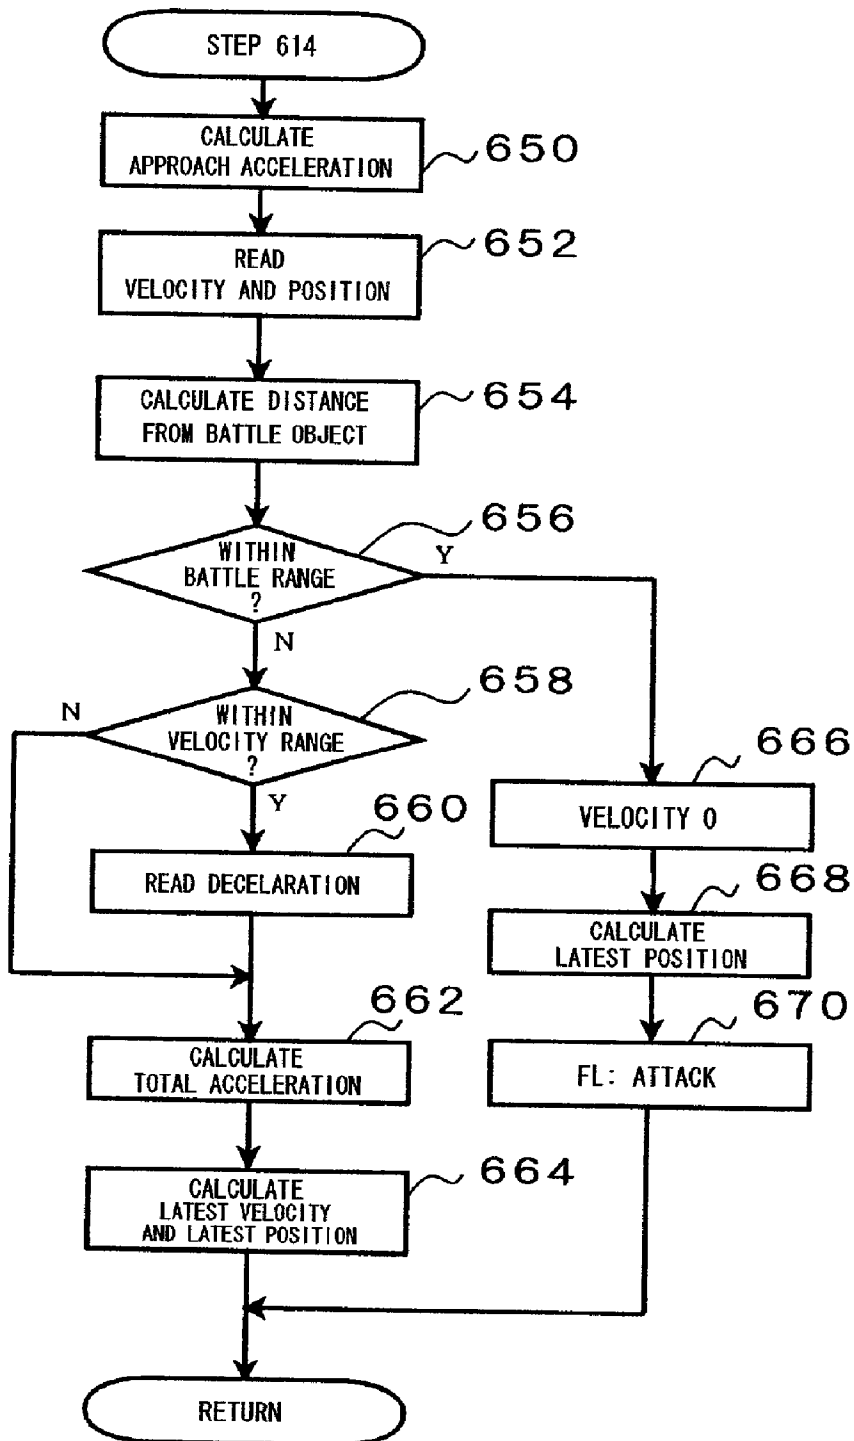 STEP 614
CALCULATE
APPROACH ACCELERATION
650
READ
VELOCITY AND POSITION
652
CALCULATE DISTANCE
FROM BATTLE OBJECT
654
WITHIN
BATTLE RANGE
?
656
Y
N
WITHIN
VELOCITY RANGE
?
658
N
Y
READ DECELARATION
660
VELOCITY 0
666
CALCULATE
LATEST POSITION
668
CALCULATE
TOTAL ACCELERATION
662
FL: ATTACK
670
CALCULATE
LATEST VELOCITY
AND LATEST POSITION
664
RETURN